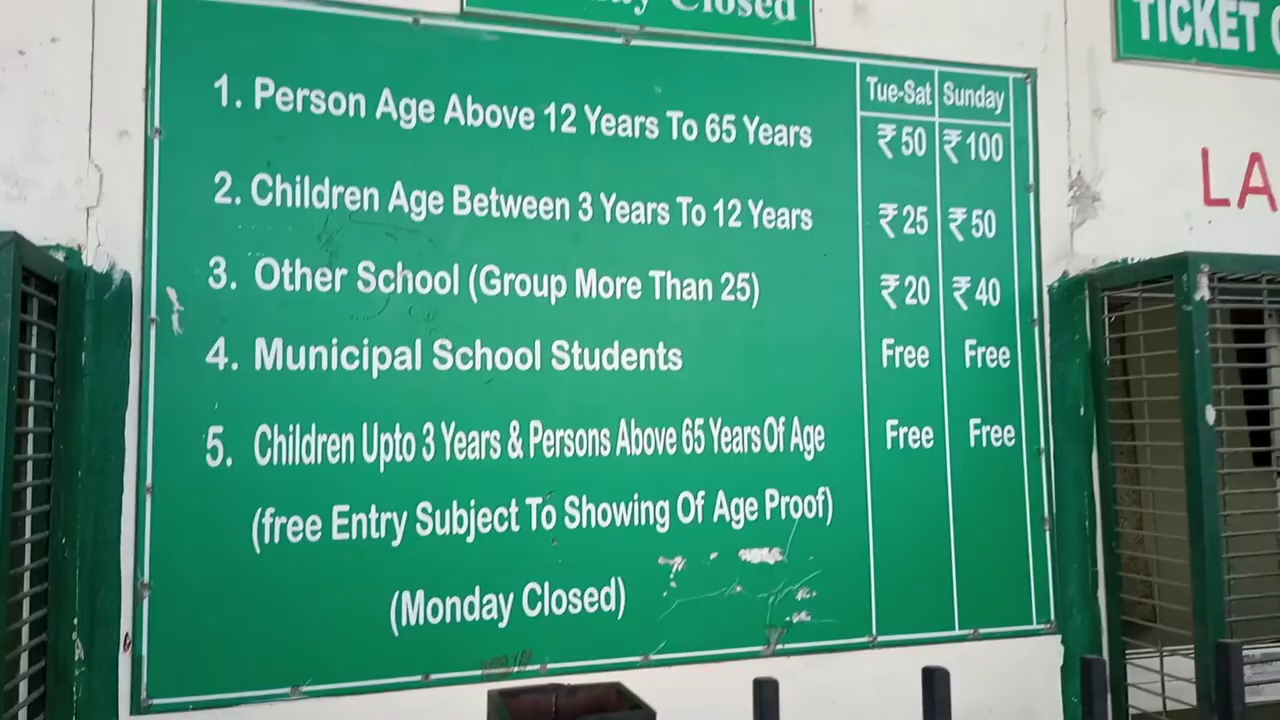 Closed
TICKET
LA
Tue-Sat Sunday
1. Person Age Above 12 Years To 65 Years ₹50 ₹100
2. Children Age Between 3 Years To 12 Years ₹25 ₹50
3. Other School (Group More Than 25) ₹20 ₹40
4. Municipal School Students Free Free
5. Children Upto 3 Years & Persons Above 65 Years Of Age Free Free
(free Entry Subject To Showing Of Age Proof)
(Monday Closed)